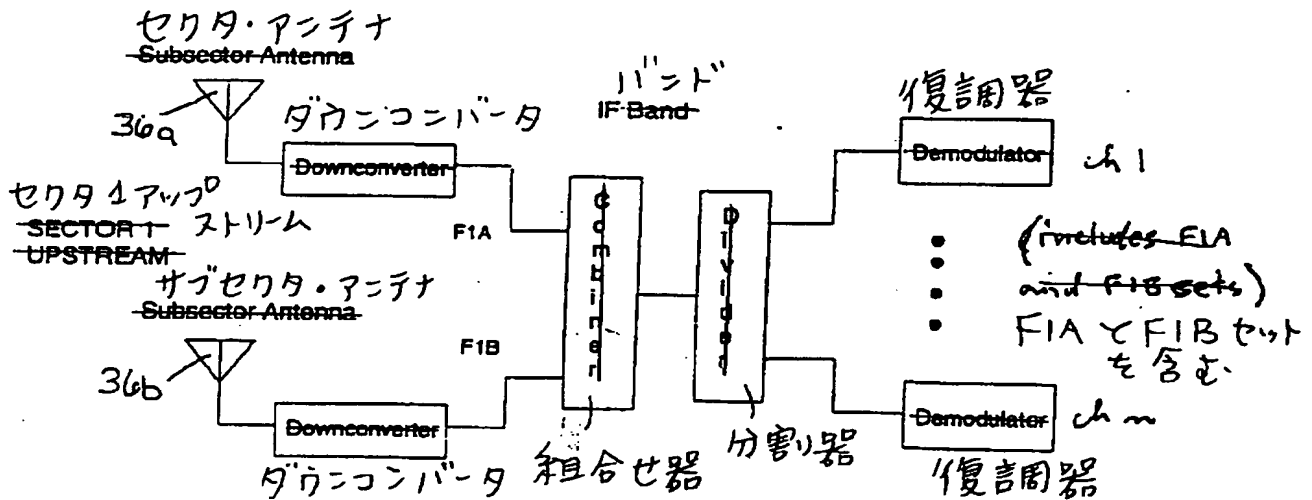 セクタ・アンテナ
Subsector Antenna
36a
ダウンコンバータ
Downconverter
バンド
IF Band
復調器
Demodulator
ch 1
セクタ1アップ
SECTOR 1
ストリーム
UPSTREAM
F1A
Combiner
Divider
(includes F1A
and F1B sets)
F1AとF1Bセット
を含む
サブセクタ・アンテナ
Subsector Antenna
F1B
36b
Downconverter
ダウンコンバータ
組合せ器
分割器
Demodulator
ch n
復調器